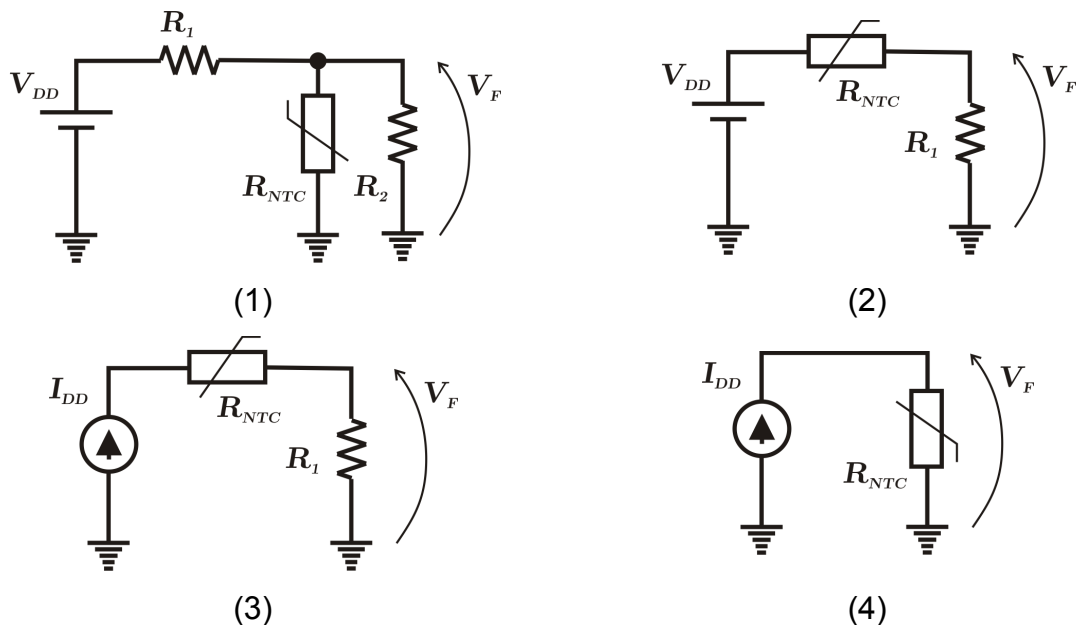 R1
VDD
RNTC
R2
VF
(1)
VDD
RNTC
R1
VF
(2)
IDD
RNTC
R1
VF
(3)
IDD
RNTC
VF
(4)